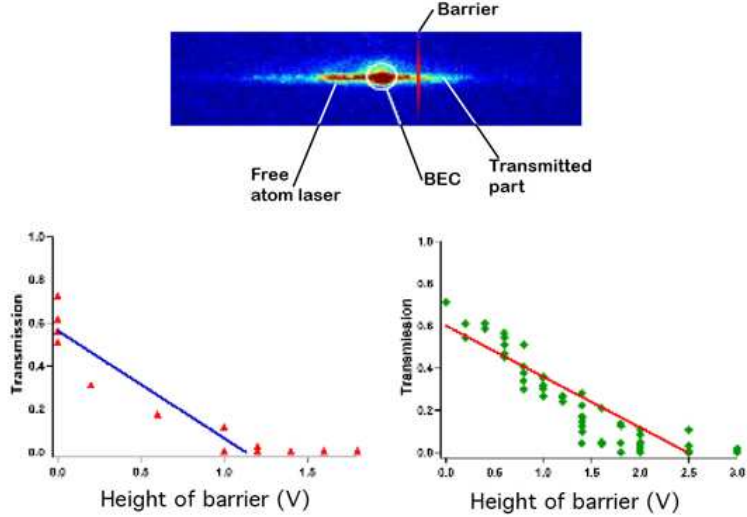 Barrier
Free
atom laser
BEC
Transmitted
part
1.0
0.8
0.6
0.4
0.2
0.0
Transmission
0.0
0.5
1.0
1.5
Height of barrier (V)
1.0
0.8
0.6
0.4
0.2
0.0
Transmission
0.0
0.5
1.0
1.5
2.0
2.5
3.0
Height of barrier (V)